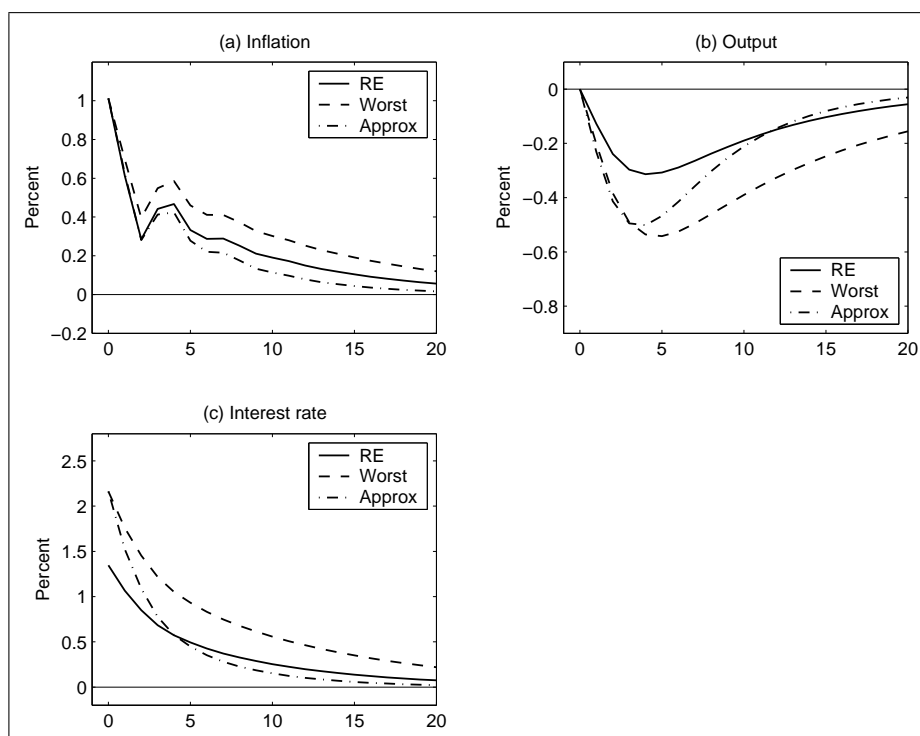 (a) Inflation
Percent
1
0.8
0.6
0.4
0.2
0
−0.2
0 5 10 15 20
RE
Worst
Approx
(b) Output
Percent
0
−0.2
−0.4
−0.6
−0.8
0 5 10 15 20
RE
Worst
Approx
(c) Interest rate
Percent
2.5
2
1.5
1
0.5
0
0 5 10 15 20
RE
Worst
Approx